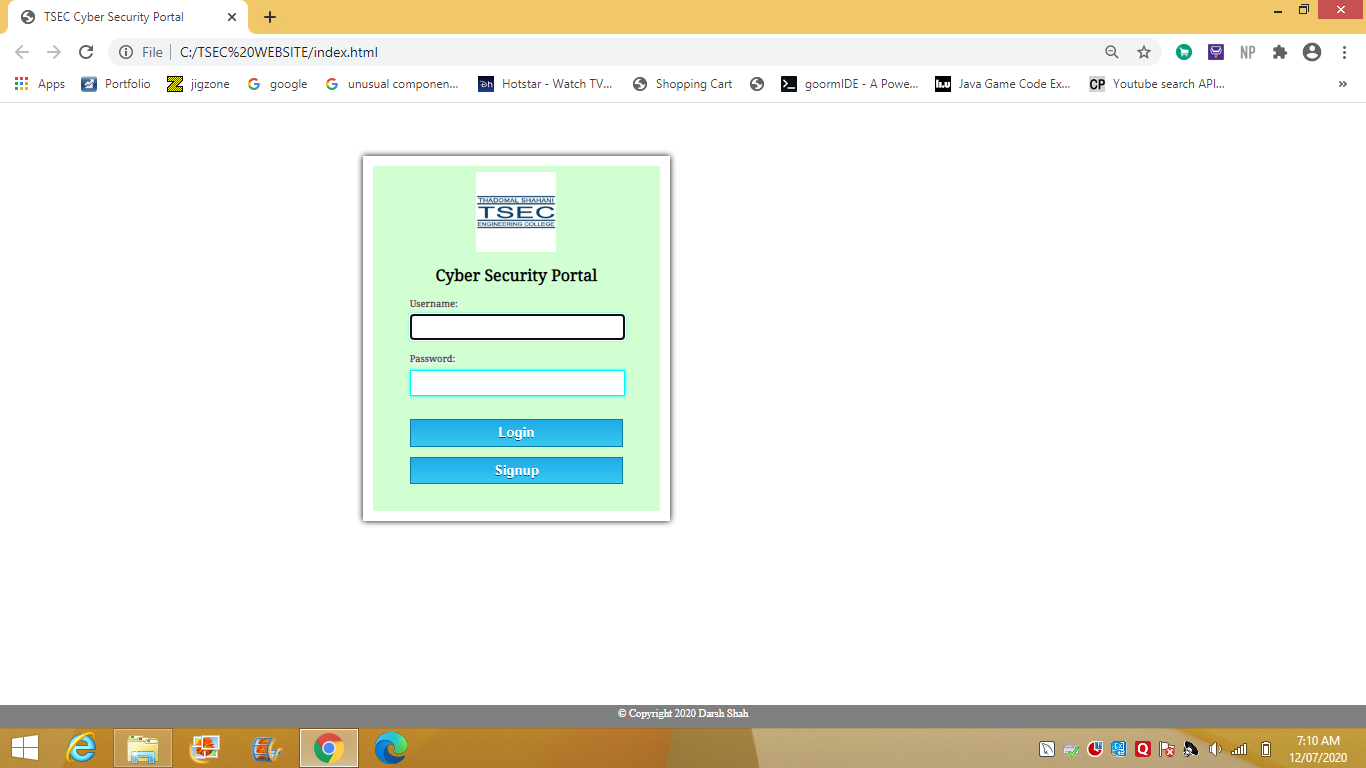 TSEC Cyber Security Portal
File
C:/TSEC%20WEBSITE/index.html
NP
Apps
Portfolio
jigzone
google
unusual componen...
Hotstar - Watch TV...
Shopping Cart
goormIDE - A Powe...
Java Game Code Ex...
CP
Youtube search API...
»
THADOMAL SHAHANI
TSEC
ENGINEERING COLLEGE
Cyber Security Portal
Username:
Password:
Login
Signup
© Copyright 2020 Darsh Shah
7:10 AM
12/07/2020